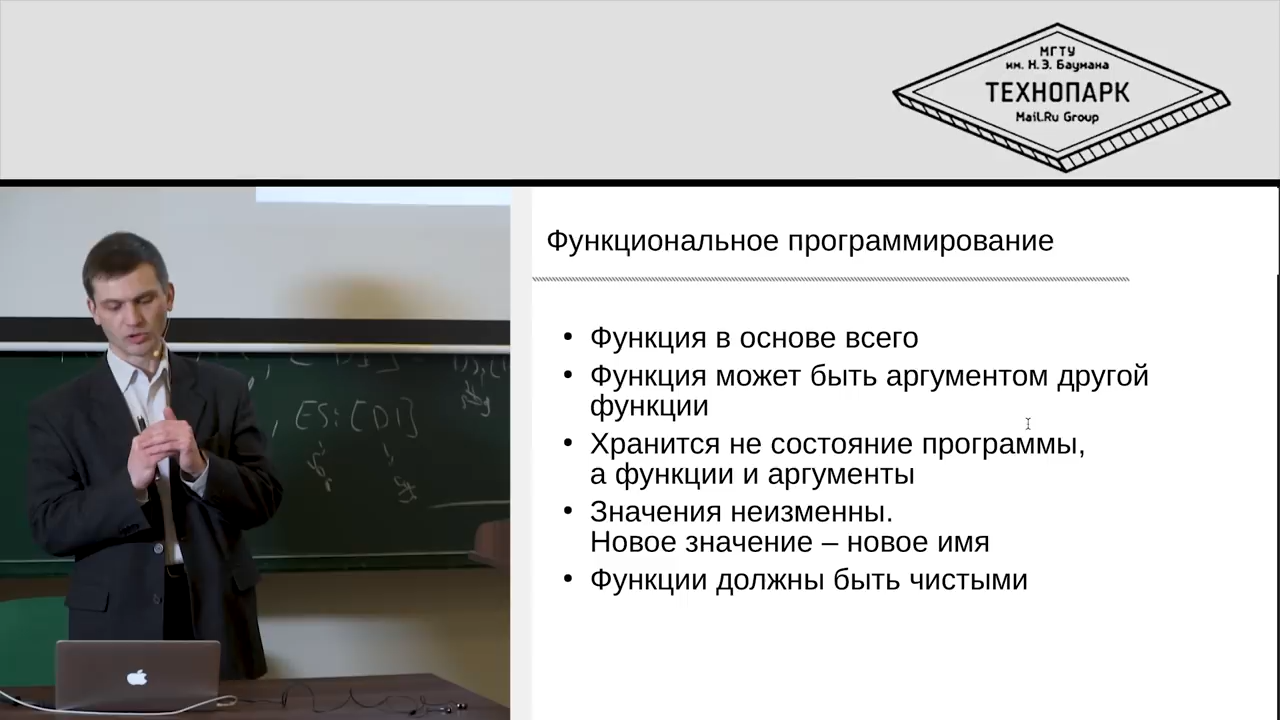 МГТУ
им. Н.Э. Баумана
ТЕХНОПАРК
Mail.Ru Group
Функциональное программирование
• Функция в основе всего
• Функция может быть аргументом другой
функции
• Хранится не состояние программы,
а функции и аргументы
• Значения неизменны.
Новое значение – новое имя
• Функции должны быть чистыми
ES:[DI]